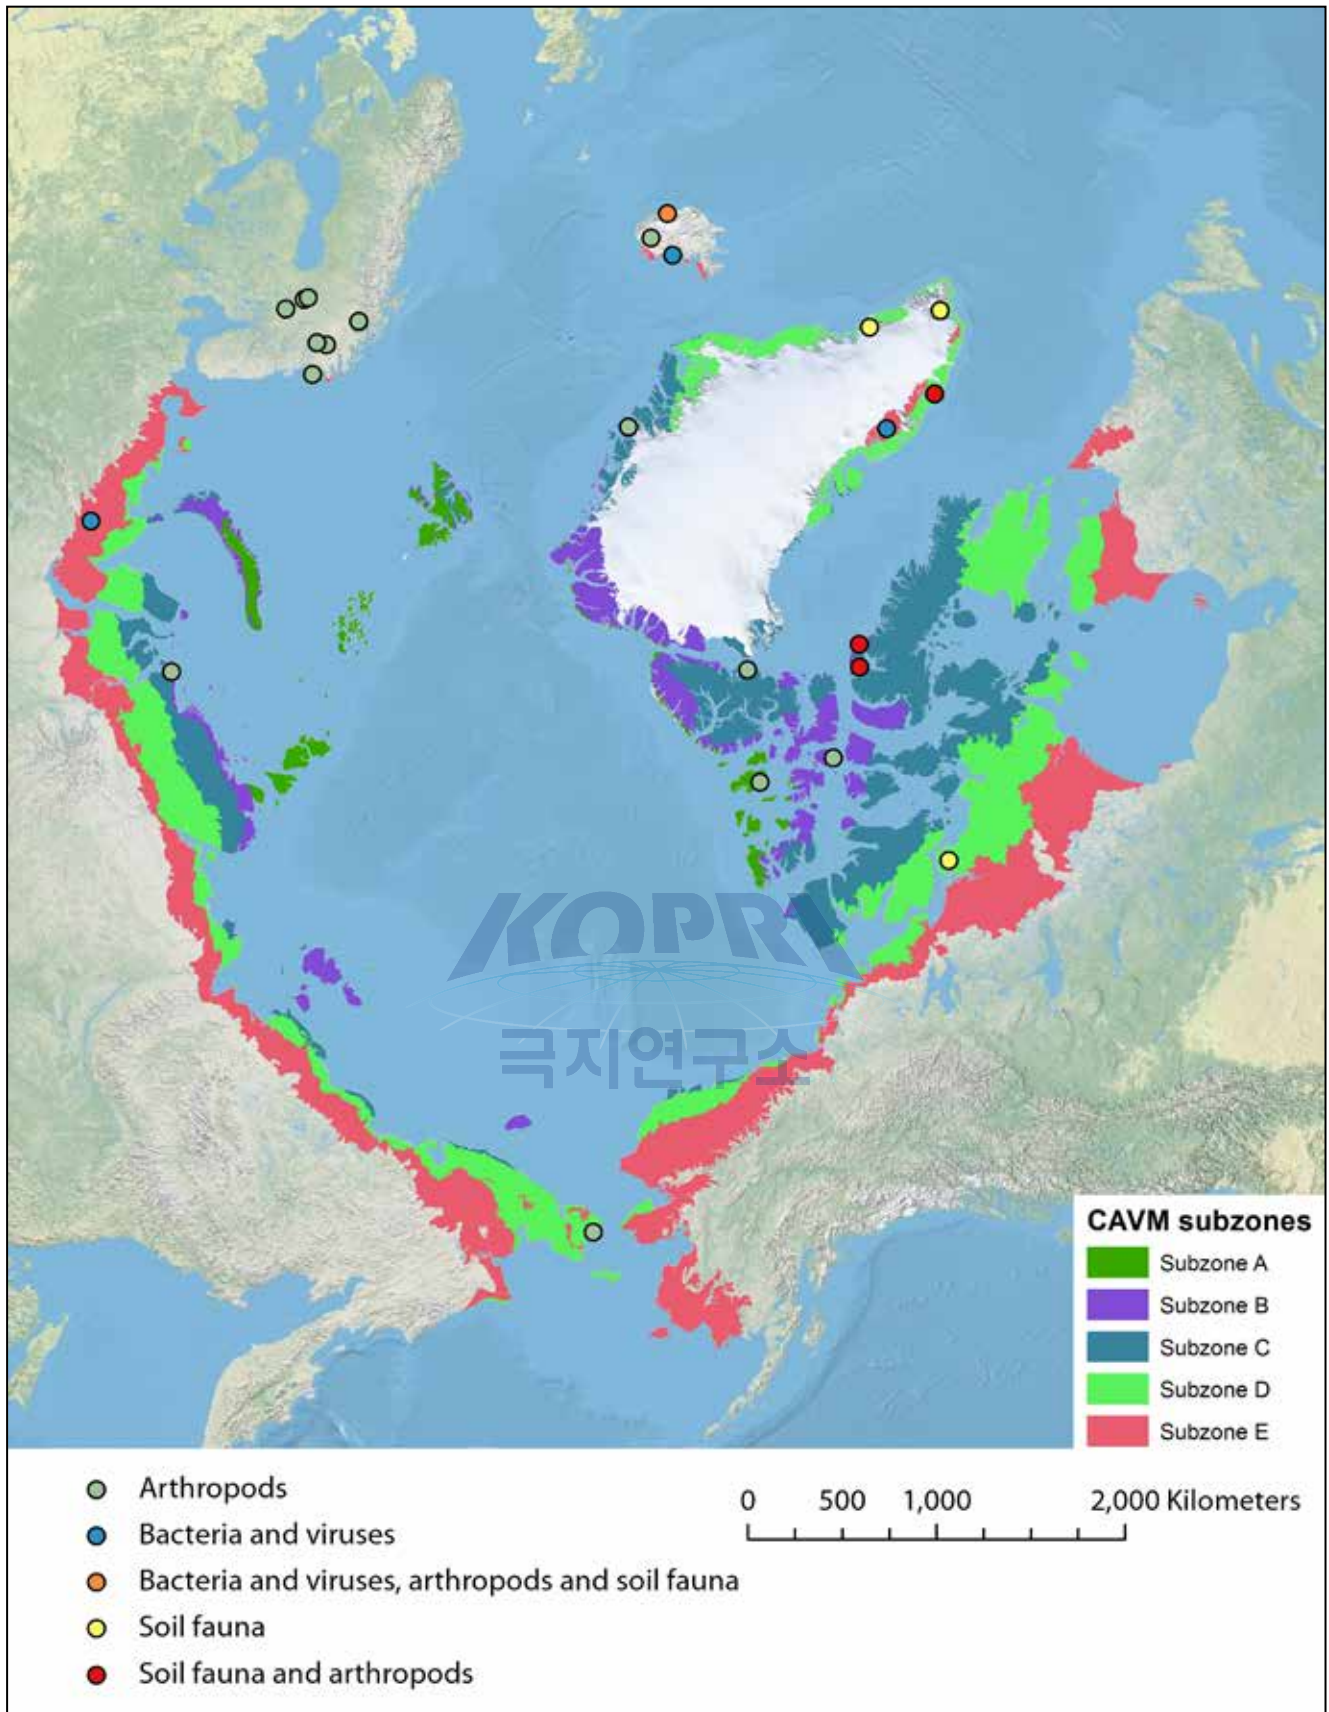 KOPRI
극지연구소
CAVM subzones
Subzone A
Subzone B
Subzone C
Subzone D
Subzone E
Arthropods
Bacteria and viruses
Bacteria and viruses, arthropods and soil fauna
Soil fauna
Soil fauna and arthropods
0 500 1,000 2,000 Kilometers